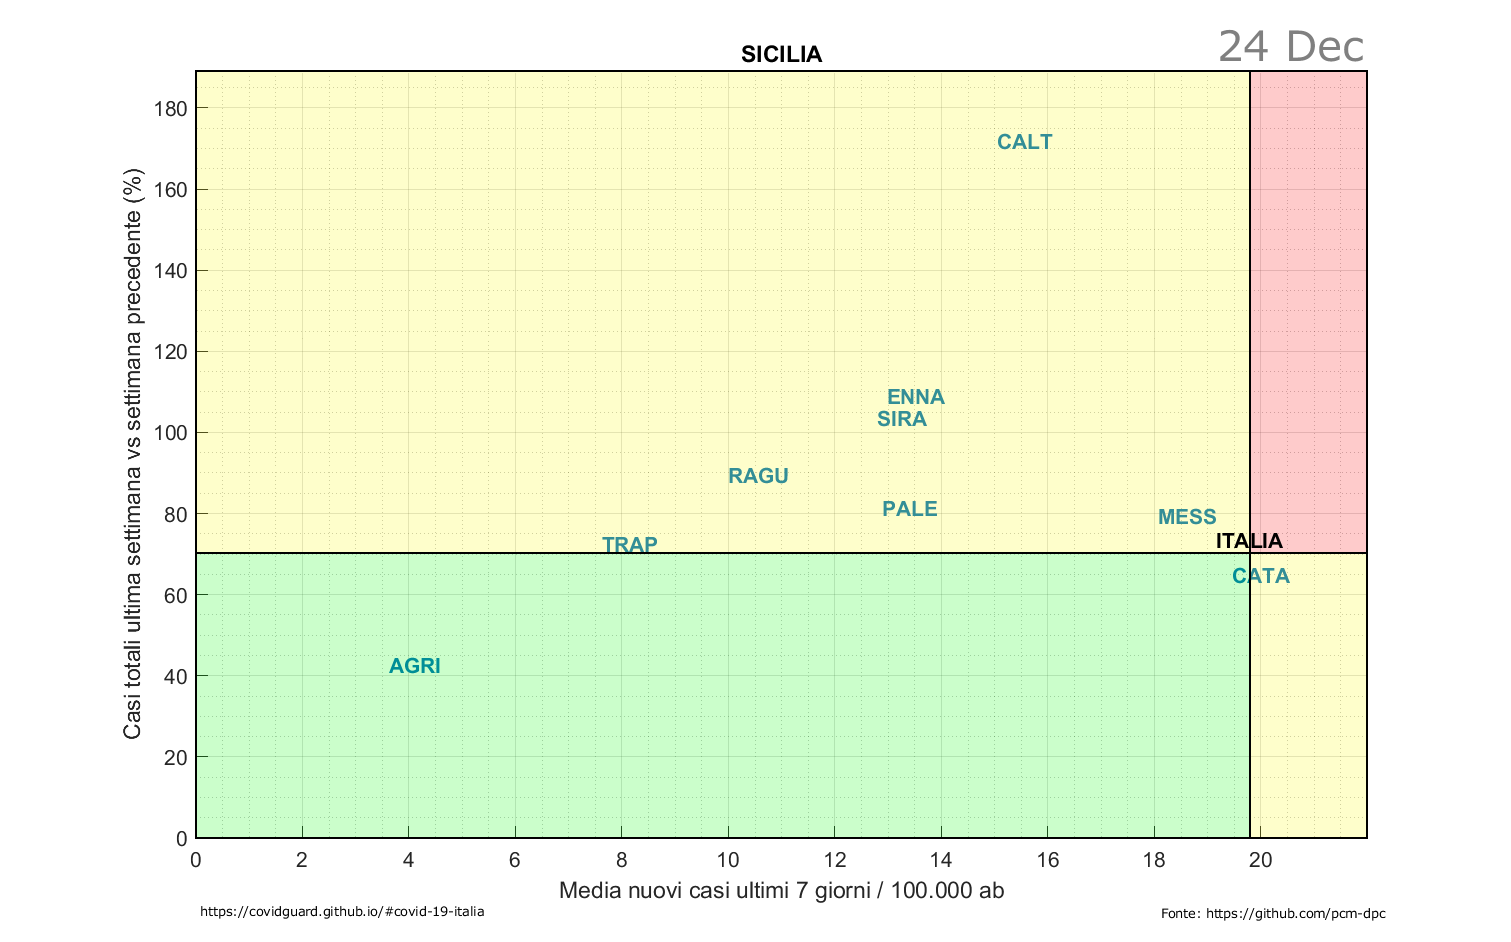 24 Dec
SICILIA
Casi totali ultima settimana vs settimana precedente (%)
180
160
140
120
100
80
60
40
20
0
CALT
ENNA
SIRA
RAGU
PALE
MESS
ITALIA
TRAP
CATA
AGRI
0 2 4 6 8 10 12 14 16 18 20
Media nuovi casi ultimi 7 giorni / 100.000 ab
https://covidguard.github.io/#covid-19-italia
Fonte: https://github.com/pcm-dpc